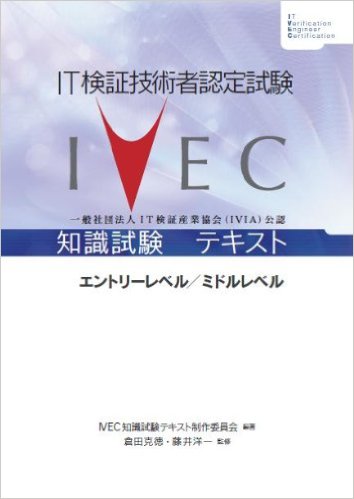 IT
Verification
Engineer
Certification
IT検証技術者認定試験
IVEC
一般社団法人IT検証産業協会(IVIA)公認
知識試験 テキスト
エントリーレベル／ミドルレベル
IVEC知識試験テキスト制作委員会 編著
倉田克徳・藤井洋一 監修